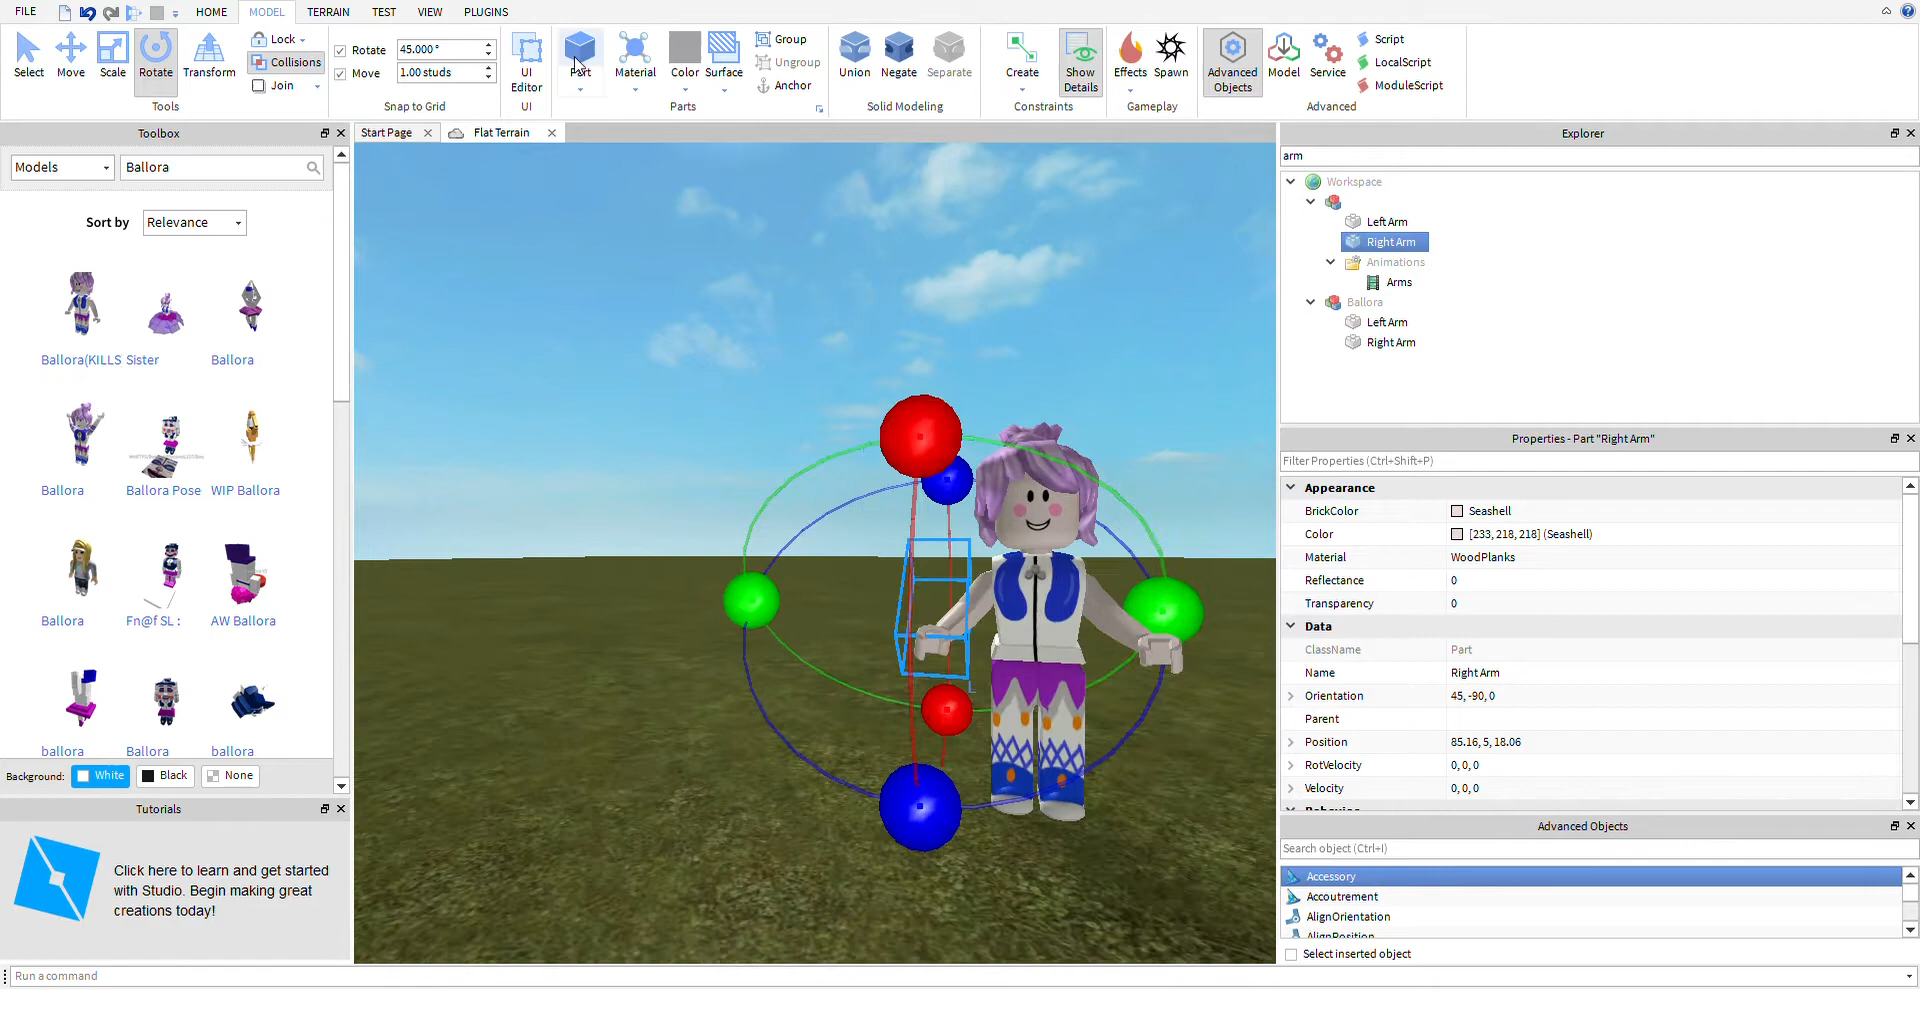 FILE HOME MODEL TERRAIN TEST VIEW PLUGINS
Select Move Scale Rotate Transform
Lock
Collisions
Join
Tools
Rotate 45.000 °
Move 1.00 studs
Snap to Grid
UI Editor
UI
Part Material Color Surface
Group
Ungroup
Anchor
Parts
Union Negate Separate
Solid Modeling
Create Show Details
Constraints
Effects Spawn
Gameplay
Advanced Objects Model Service
Script
LocalScript
ModuleScript
Advanced
Toolbox
Models Ballora
Sort by Relevance
Ballora(KILLS Sister Ballora
Ballora Ballora Pose WIP Ballora
Ballora Fn@f SL : AW Ballora
ballora Ballora ballora
Background: White Black None
Tutorials
Click here to learn and get started
with Studio. Begin making great
creations today!
Start Page Flat Terrain
Explorer
arm
Workspace
Left Arm
Right Arm
Animations
Arms
Ballora
Left Arm
Right Arm
Properties - Part "Right Arm"
Filter Properties (Ctrl+Shift+P)
Appearance
BrickColor Seashell
Color [233, 218, 218] (Seashell)
Material WoodPlanks
Reflectance 0
Transparency 0
Data
ClassName Part
Name Right Arm
Orientation 45, -90, 0
Parent
Position 85.16, 5, 18.06
RotVelocity 0, 0, 0
Velocity 0, 0, 0
Behavior
Advanced Objects
Search object (Ctrl+I)
Accessory
Accoutrement
AlignOrientation
AlignPosition
Select inserted object
Run a command